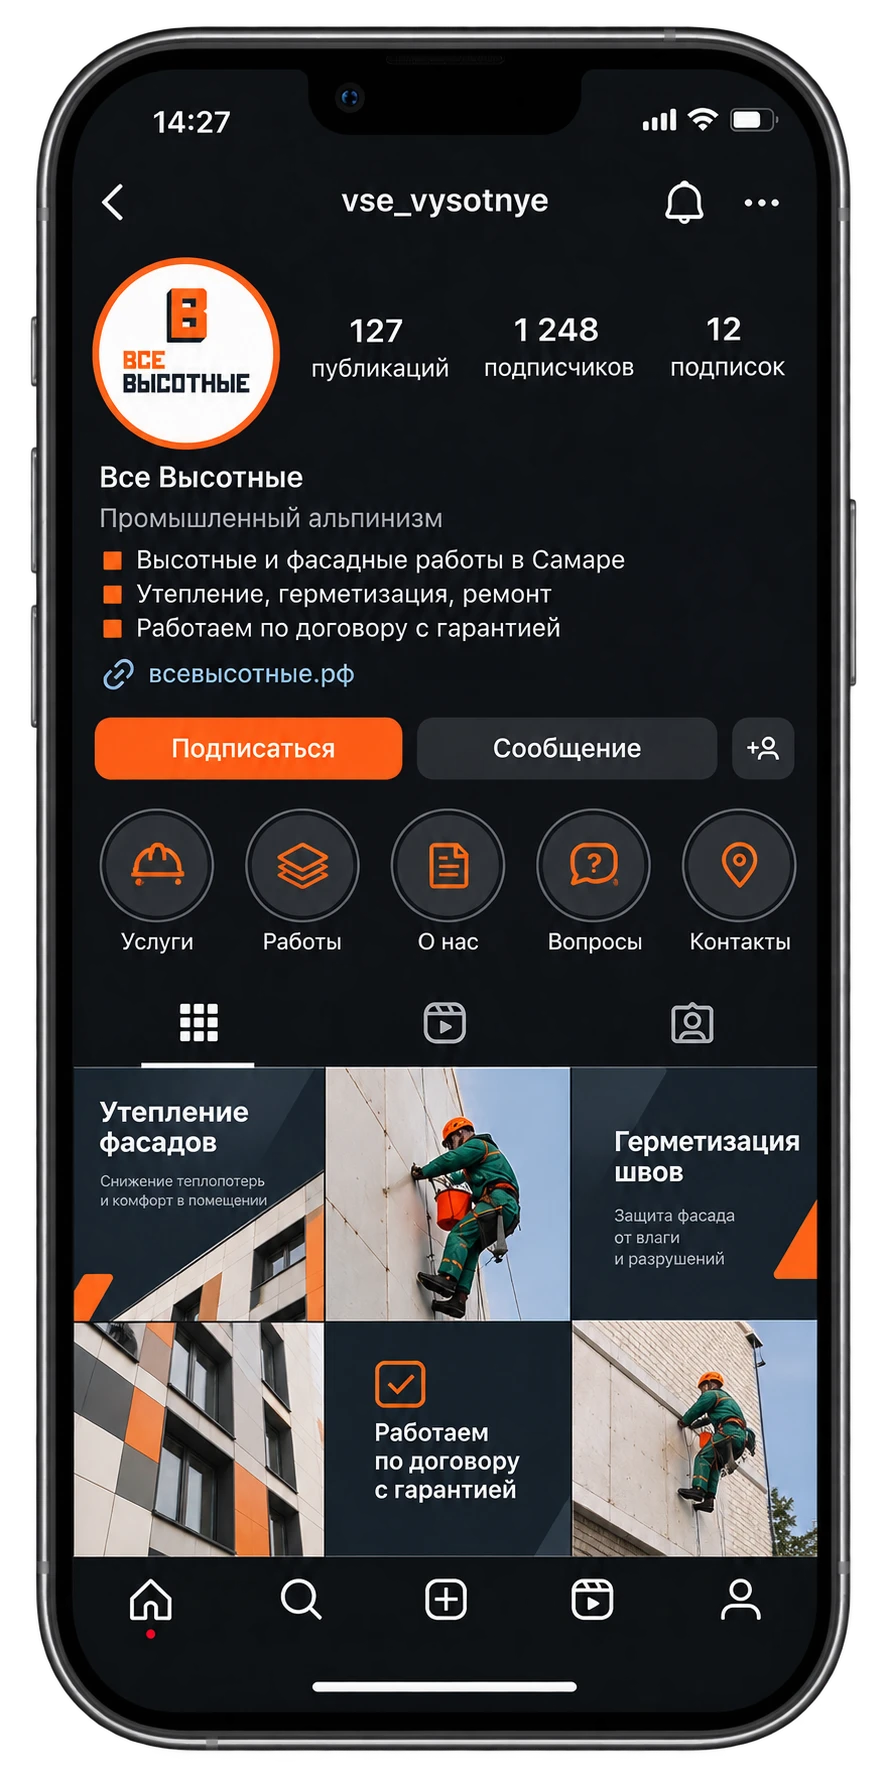 14:27
vse_vysotnye
В
ВСЕ
ВЫСОТНЫЕ
127
публикаций
1 248
подписчиков
12
подписок
Все Высотные
Промышленный альпинизм
Высотные и фасадные работы в Самаре
Утепление, герметизация, ремонт
Работаем по договору с гарантией
всевысотные.рф
Подписаться
Сообщение
Услуги
Работы
О нас
Вопросы
Контакты
Утепление
фасадов
Снижение теплопотерь
и комфорт в помещении
Герметизация
швов
Защита фасада
от влаги
и разрушений
Работаем
по договору
с гарантией